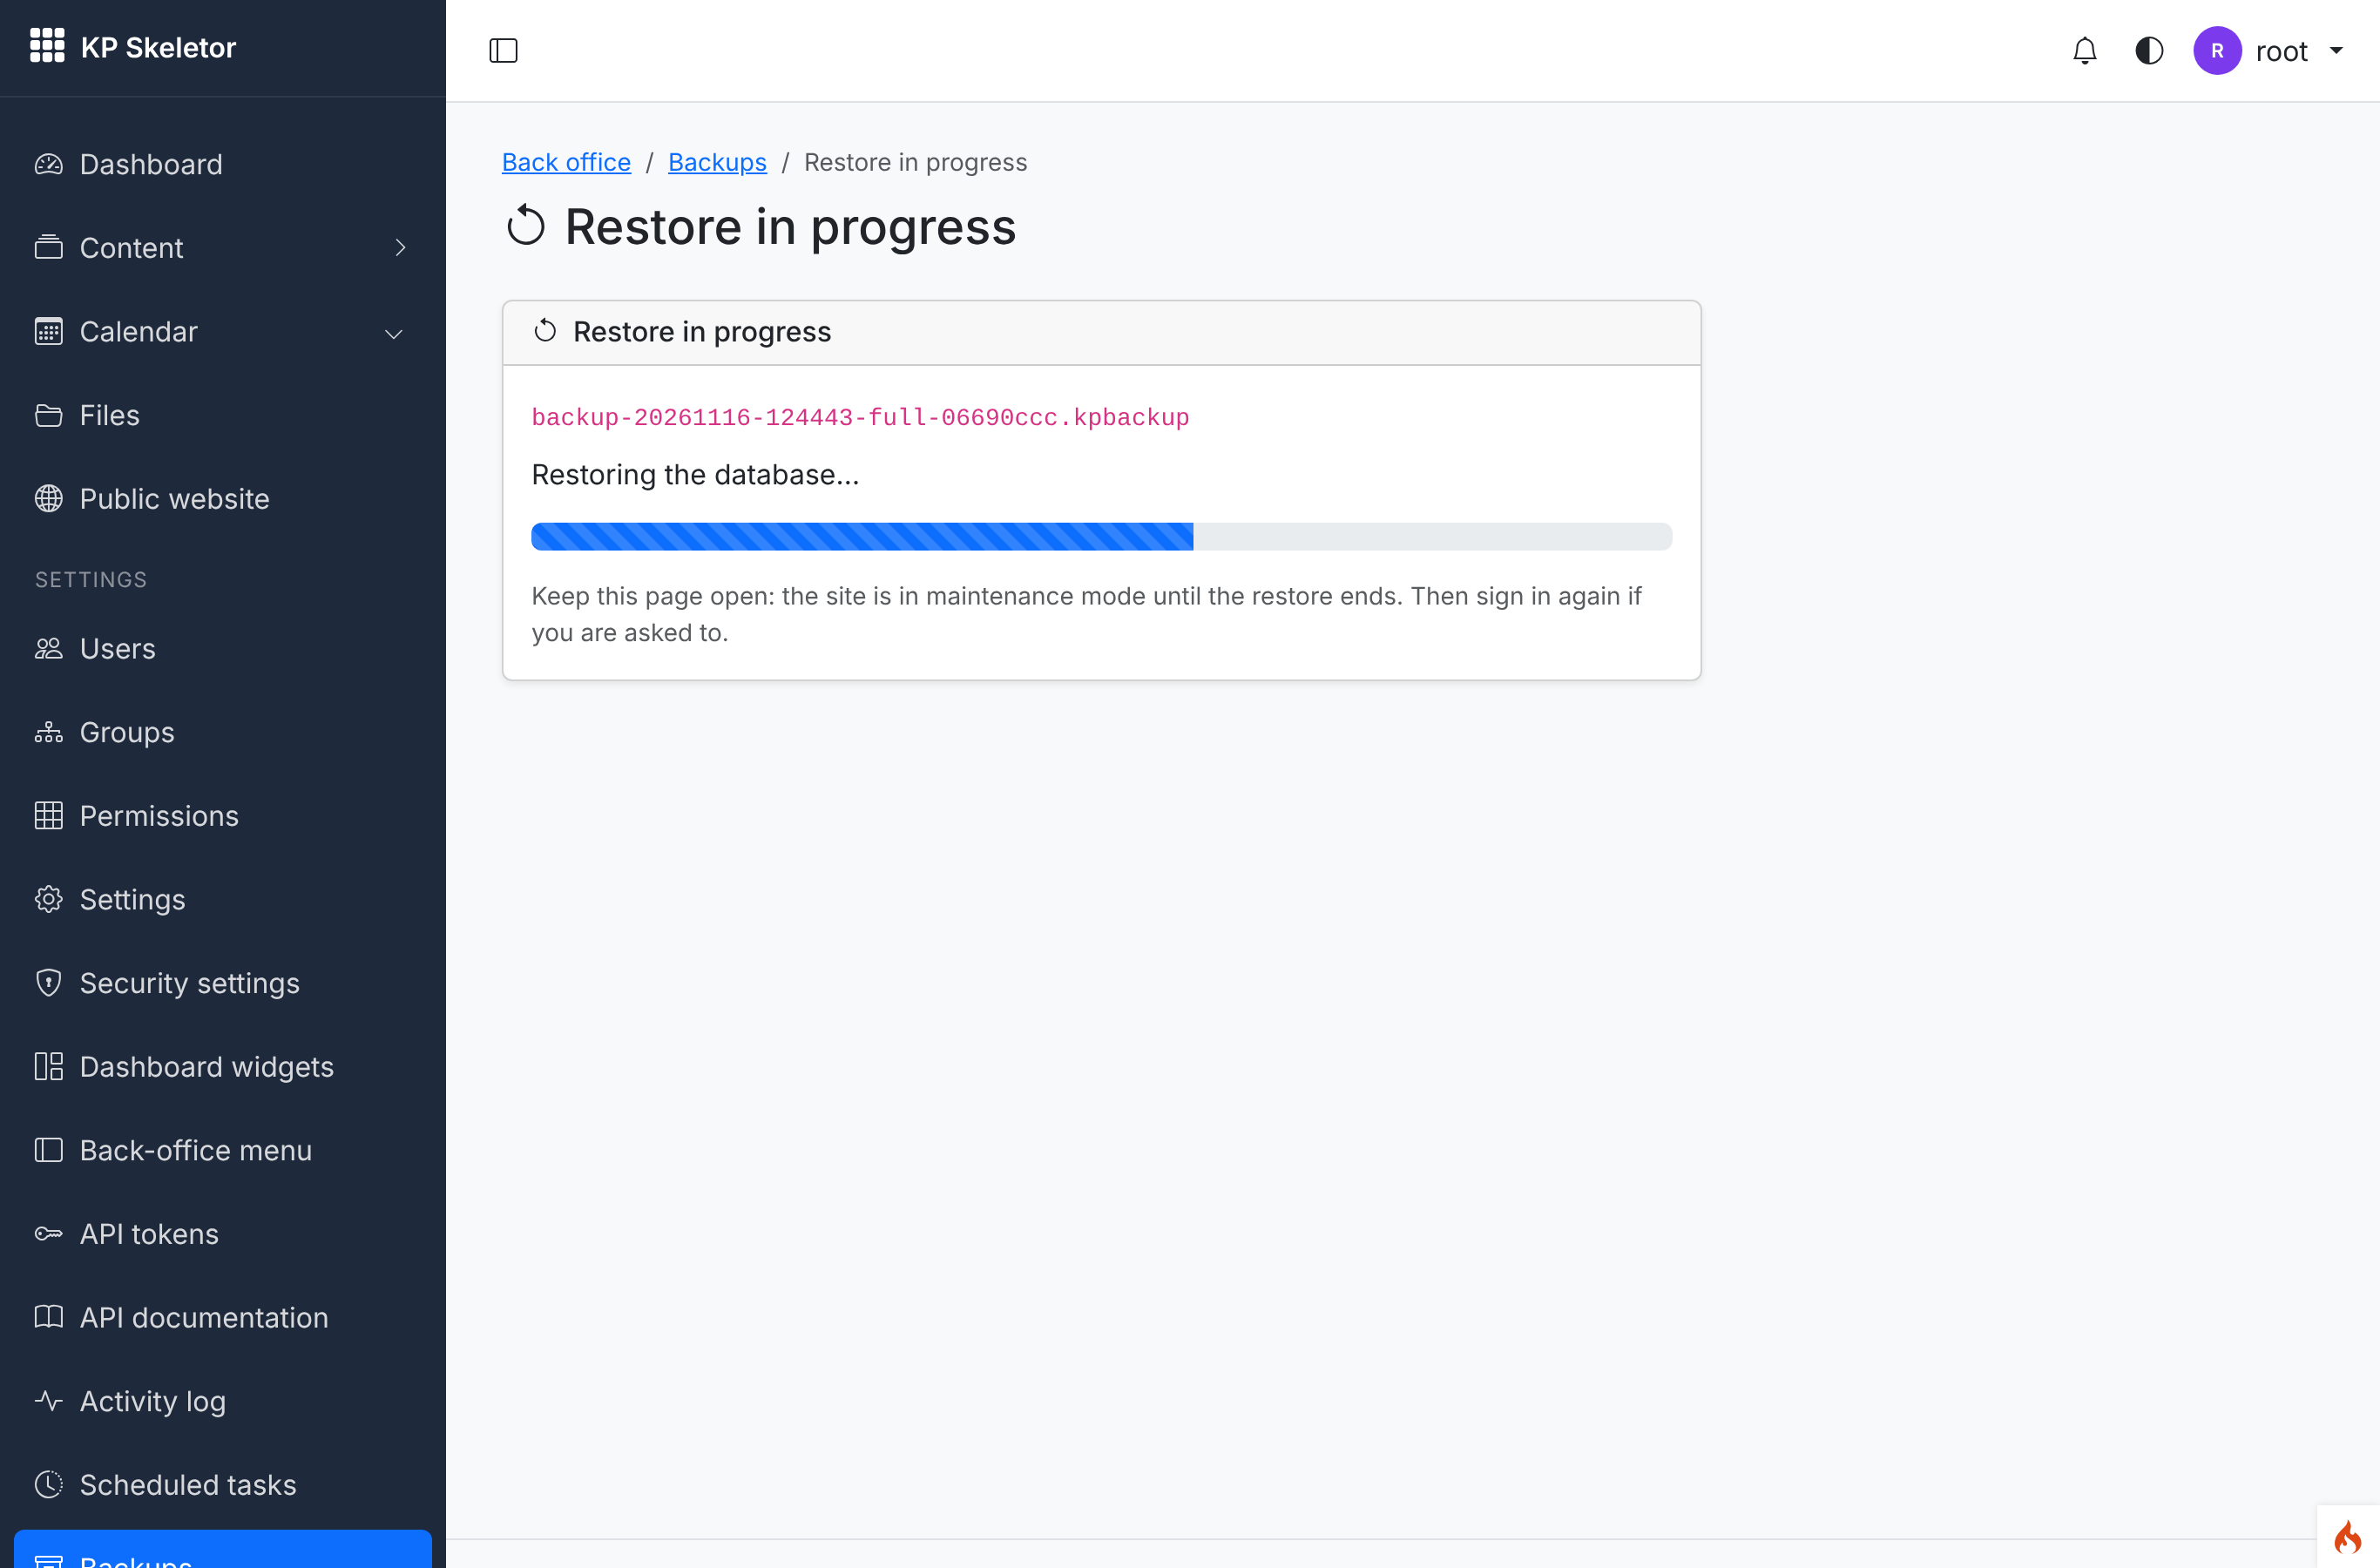 KP Skeletor
Dashboard
Content
Calendar
Files
Public website
SETTINGS
Users
Groups
Permissions
Settings
Security settings
Dashboard widgets
Back-office menu
API tokens
API documentation
Activity log
Scheduled tasks
Backups
R root
Back office / Backups / Restore in progress
Restore in progress
Restore in progress
backup-20261116-124443-full-06690ccc.kpbackup
Restoring the database…
Keep this page open: the site is in maintenance mode until the restore ends. Then sign in again if
you are asked to.